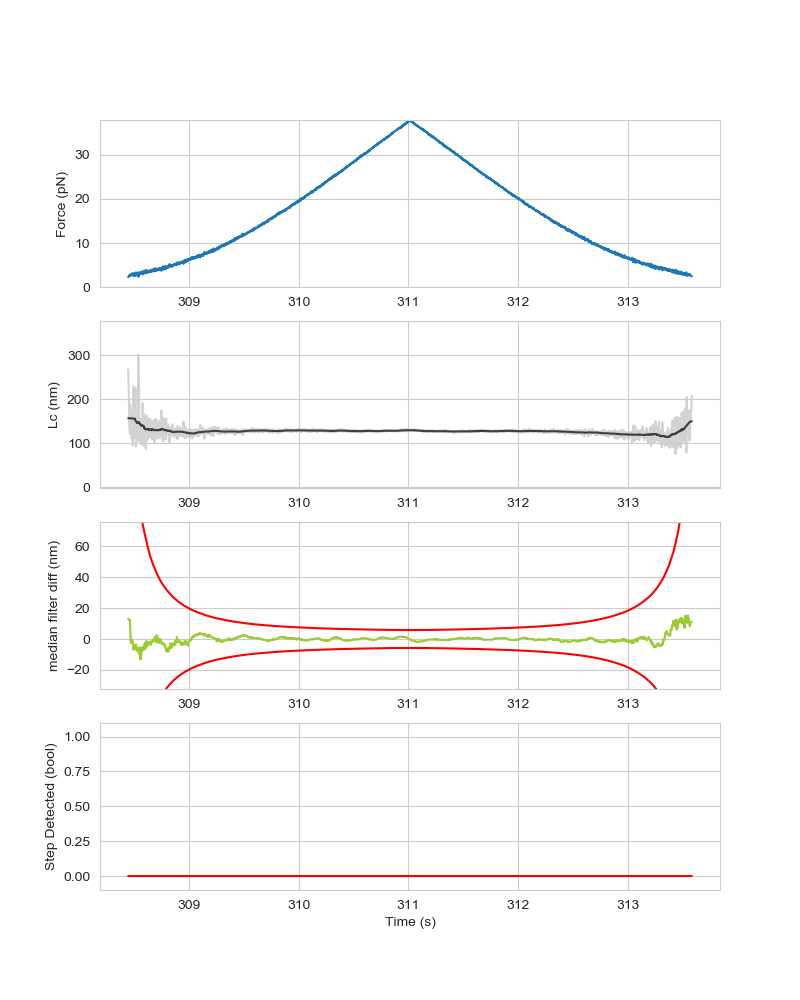 Force (pN)
30
20
10
0
309 310 311 312 313
Lc (nm)
300
200
100
0
309 310 311 312 313
median filter diff (nm)
60
40
20
0
−20
309 310 311 312 313
Step Detected (bool)
1.00
0.75
0.50
0.25
0.00
309 310 311 312 313
Time (s)